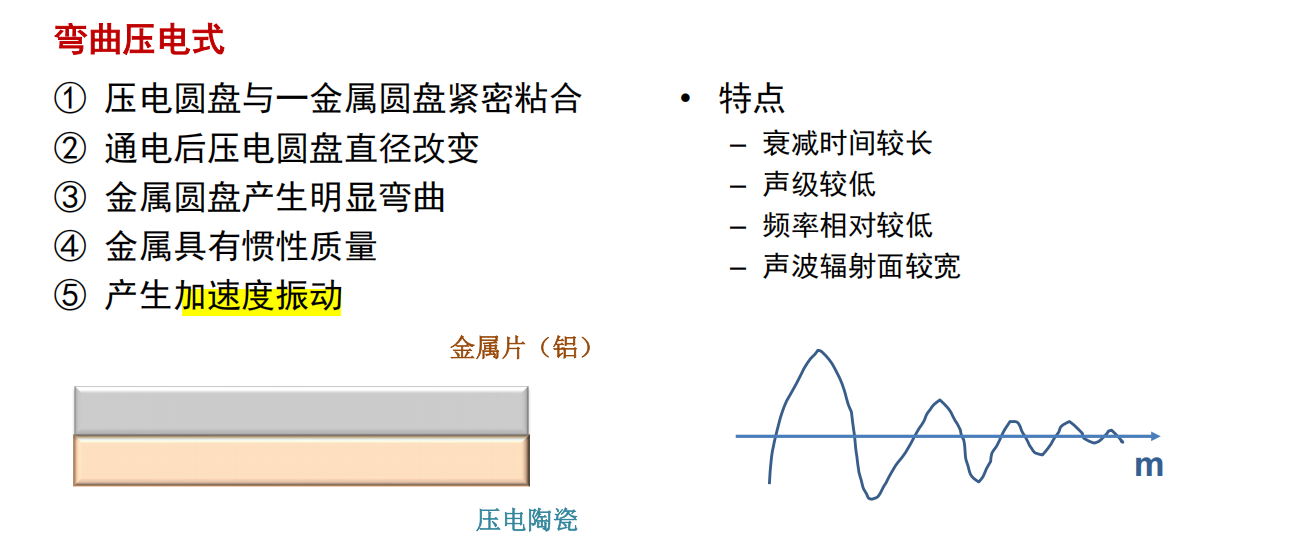 弯曲压电式
① 压电圆盘与一金属圆盘紧密粘合
② 通电后压电圆盘直径改变
③ 金属圆盘产生明显弯曲
④ 金属具有惯性质量
⑤ 产生加速度振动
• 特点
– 衰减时间较长
– 声级较低
– 频率相对较低
– 声波辐射面较宽
金属片（铝）
压电陶瓷
m